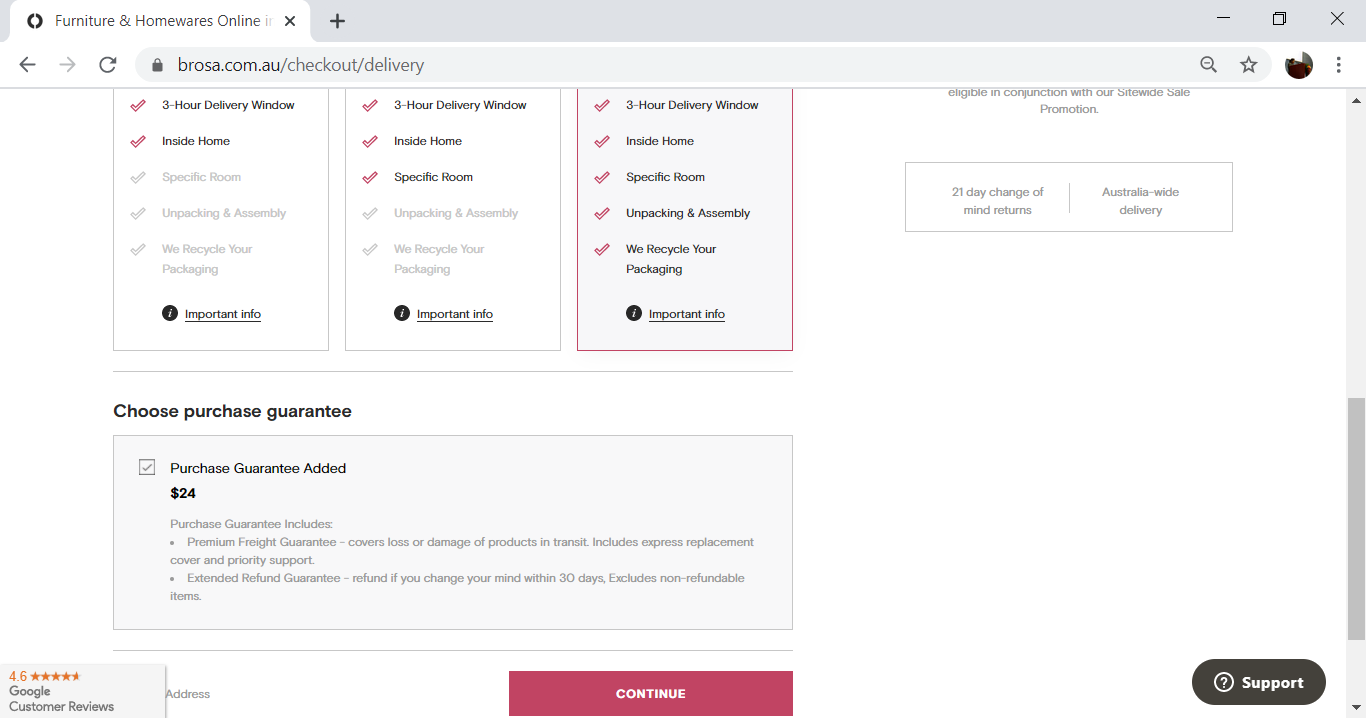 Furniture & Homewares Online in
brosa.com.au/checkout/delivery
3-Hour Delivery Window
Inside Home
Specific Room
Unpacking & Assembly
We Recycle Your
Packaging
Important info
3-Hour Delivery Window
Inside Home
Specific Room
Unpacking & Assembly
We Recycle Your
Packaging
Important info
3-Hour Delivery Window
Inside Home
Specific Room
Unpacking & Assembly
We Recycle Your
Packaging
Important info
eligible in conjunction with our Sitewide Sale
Promotion.
21 day change of
mind returns
Australia-wide
delivery
Choose purchase guarantee
Purchase Guarantee Added
$24
Purchase Guarantee Includes:
• Premium Freight Guarantee - covers loss or damage of products in transit. Includes express replacement
cover and priority support.
• Extended Refund Guarantee - refund if you change your mind within 30 days, Excludes non-refundable
items.
4.6
Google
Customer Reviews
Address
CONTINUE
Support